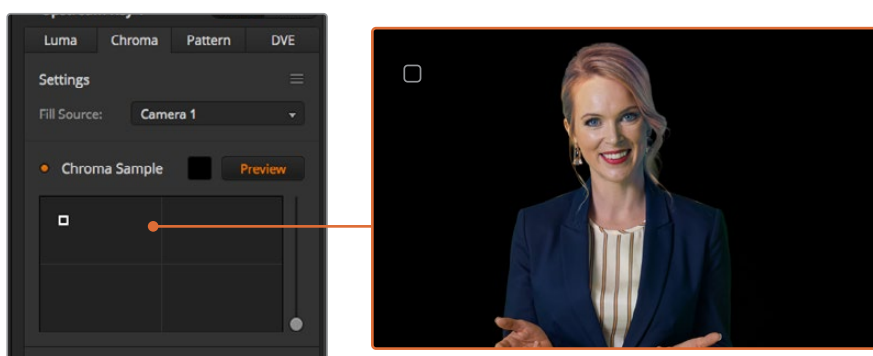 Luma Chroma Pattern DVE
Settings
Fill Source: Camera 1
Chroma Sample Preview